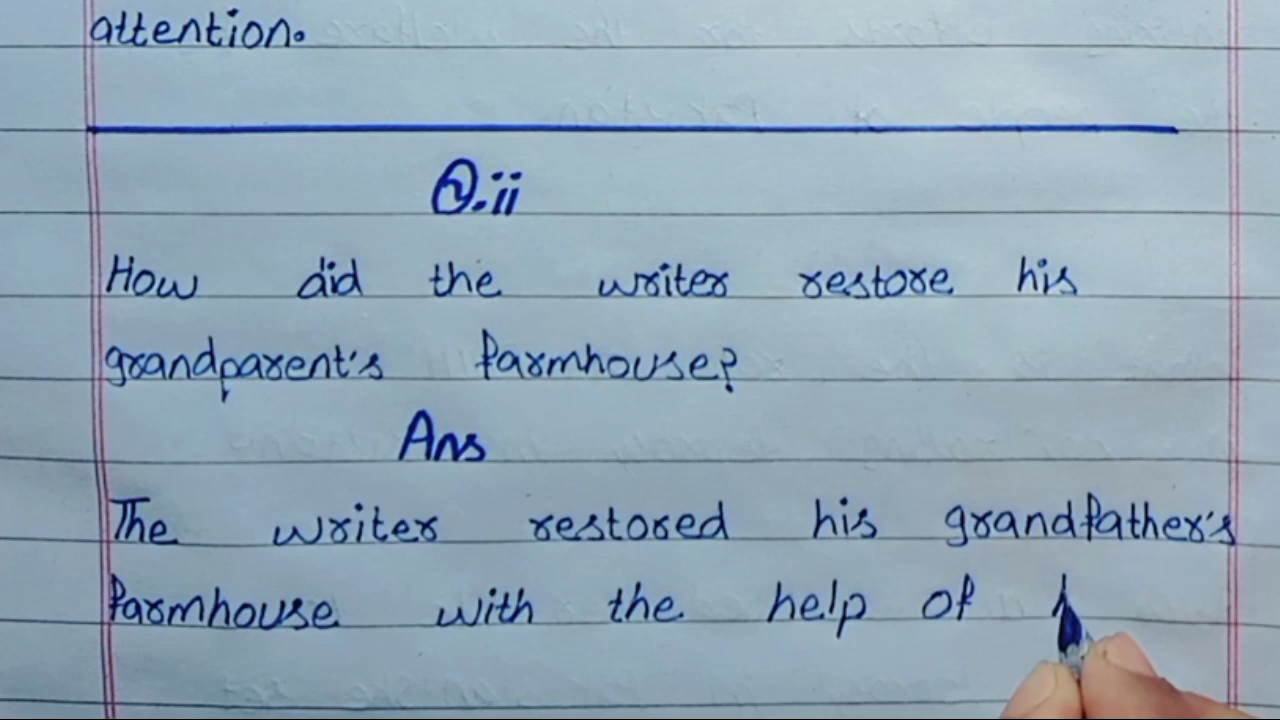 attention.
Q.ii
How did the writer restore his
grandparent's farmhouse?
Ans
The writer restored his grandfather's
farmhouse with the help of